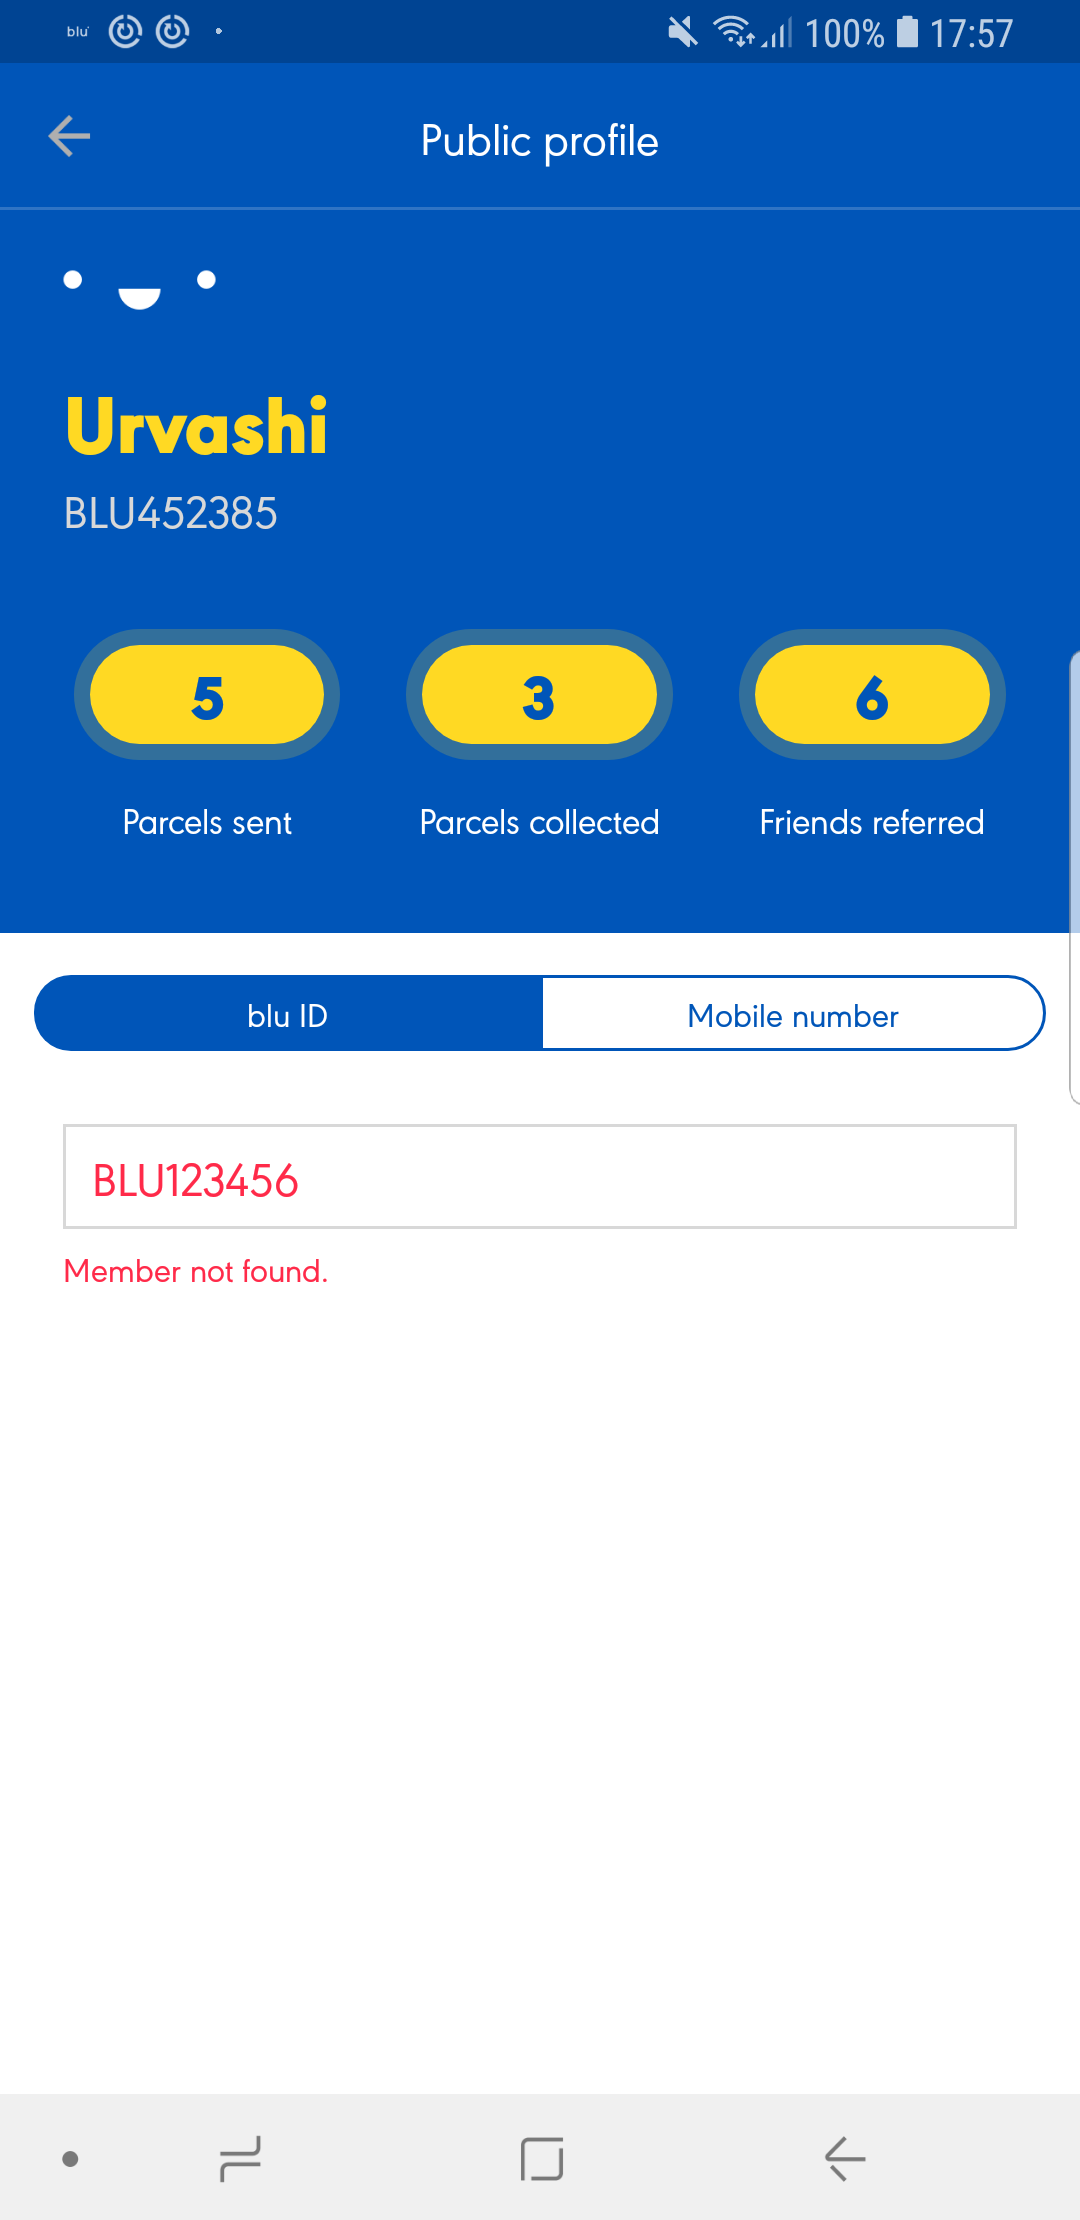 blu 100% 17:57
Public profile
Urvashi
BLU452385
5 3 6
Parcels sent Parcels collected Friends referred
blu ID Mobile number
BLU123456
Member not found.